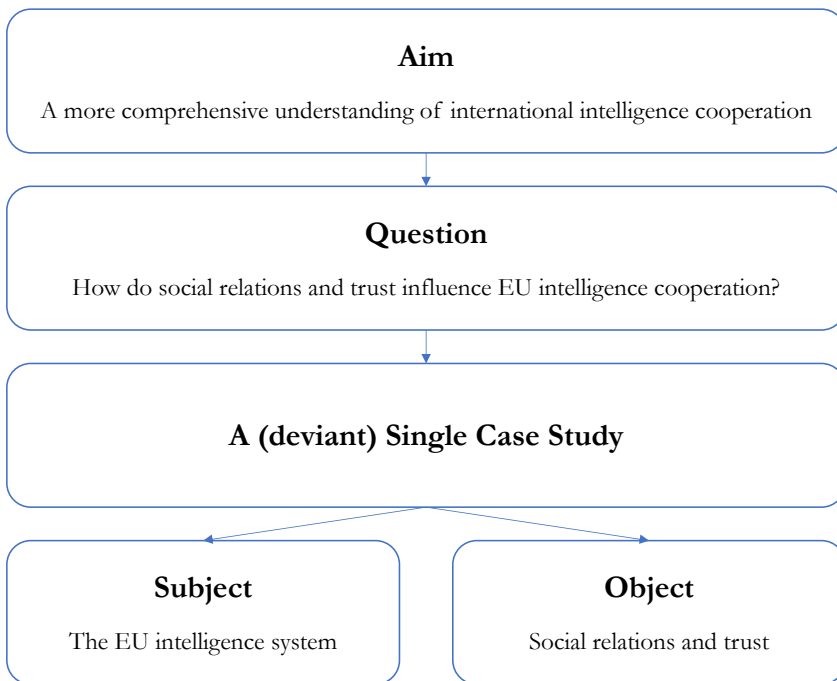 Aim
A more comprehensive understanding of international intelligence cooperation
Question
How do social relations and trust influence EU intelligence cooperation?
A (deviant) Single Case Study
Subject
The EU intelligence system
Object
Social relations and trust